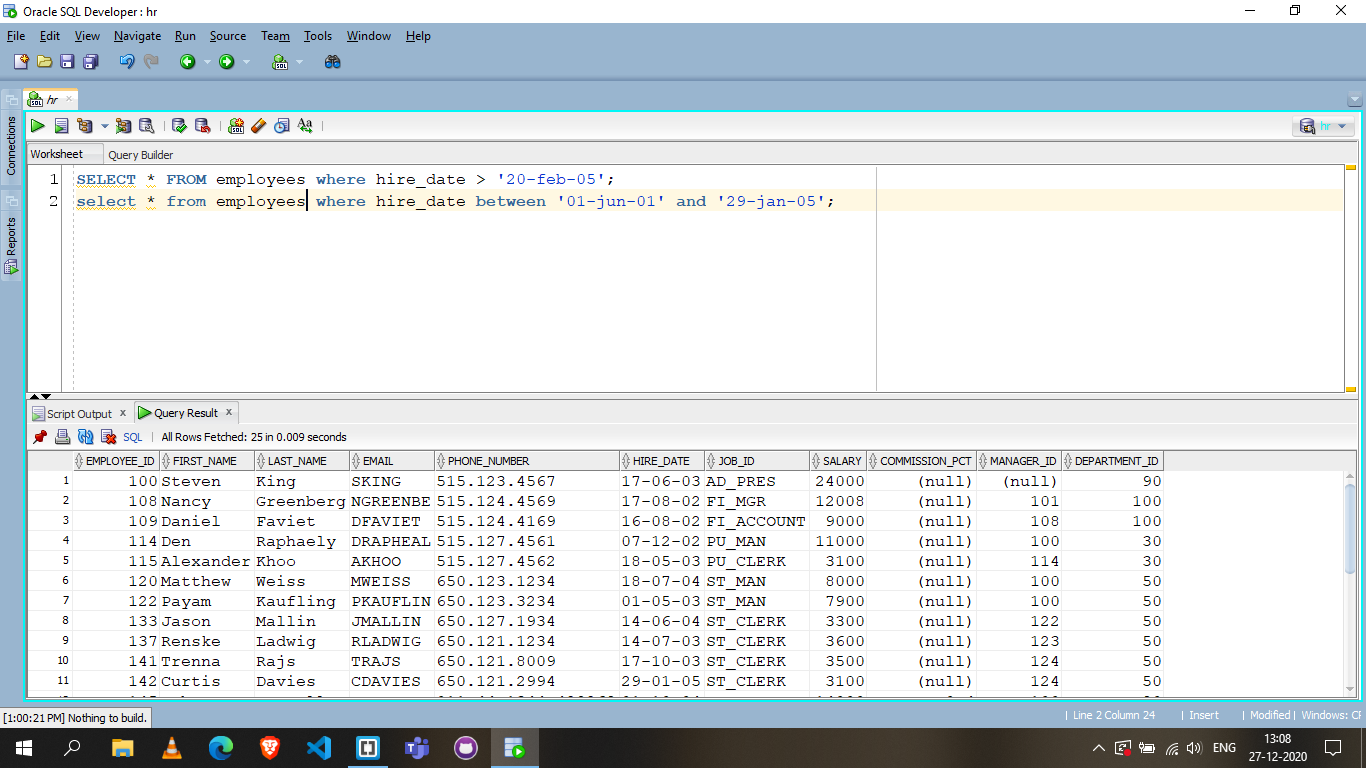 Oracle SQL Developer : hr
File Edit View Navigate Run Source Team Tools Window Help
hr
Connections
Reports
hr
Worksheet Query Builder
1 SELECT * FROM employees where hire_date > '20-feb-05';
2 select * from employees where hire_date between '01-jun-01' and '29-jan-05';
Script Output x Query Result x
SQL | All Rows Fetched: 25 in 0.009 seconds
EMPLOYEE_ID FIRST_NAME LAST_NAME EMAIL PHONE_NUMBER HIRE_DATE JOB_ID SALARY COMMISSION_PCT MANAGER_ID DEPARTMENT_ID
1 100 Steven King SKING 515.123.4567 17-06-03 AD_PRES 24000 (null) (null) 90
2 108 Nancy Greenberg NGREENBE 515.124.4569 17-08-02 FI_MGR 12008 (null) 101 100
3 109 Daniel Faviet DFAVIET 515.124.4169 16-08-02 FI_ACCOUNT 9000 (null) 108 100
4 114 Den Raphaely DRAPHEAL 515.127.4561 07-12-02 PU_MAN 11000 (null) 100 30
5 115 Alexander Khoo AKHOO 515.127.4562 18-05-03 PU_CLERK 3100 (null) 114 30
6 120 Matthew Weiss MWEISS 650.123.1234 18-07-04 ST_MAN 8000 (null) 100 50
7 122 Payam Kaufling PKAUFLIN 650.123.3234 01-05-03 ST_MAN 7900 (null) 100 50
8 133 Jason Mallin JMALLIN 650.127.1934 14-06-04 ST_CLERK 3300 (null) 122 50
9 137 Renske Ladwig RLADWIG 650.121.1234 14-07-03 ST_CLERK 3600 (null) 123 50
10 141 Trenna Rajs TRAJS 650.121.8009 17-10-03 ST_CLERK 3500 (null) 124 50
11 142 Curtis Davies CDAVIES 650.121.2994 29-01-05 ST_CLERK 3100 (null) 124 50
[1:00:21 PM] Nothing to build.
| Line 2 Column 24 | Insert | Modified | Windows: CF
ENG 13:08
27-12-2020